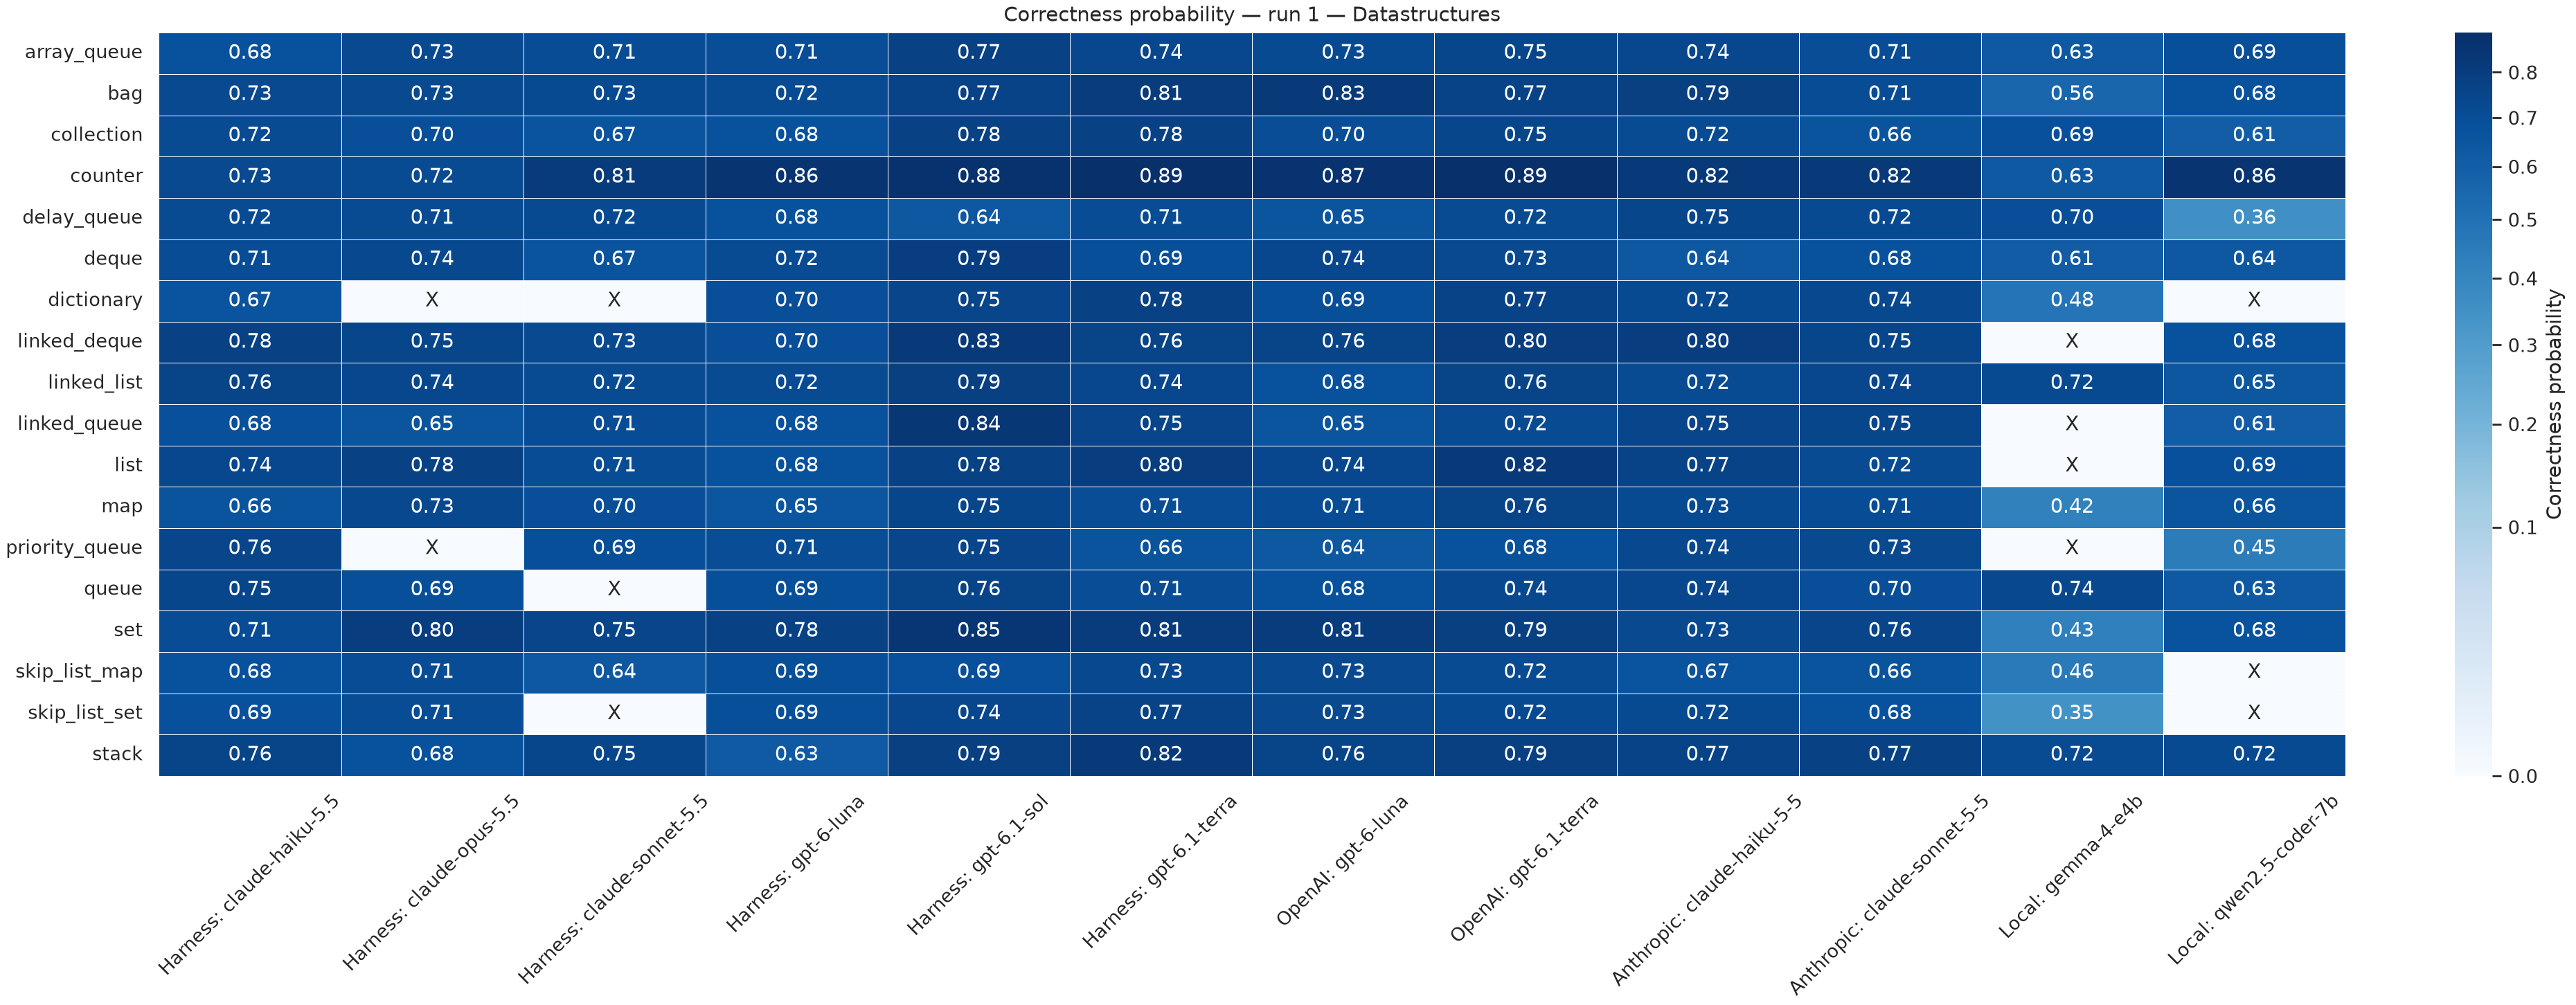 Correctness probability — run 1 — Datastructures
array_queue 0.68 0.73 0.71 0.71 0.77 0.74 0.73 0.75 0.74 0.71 0.63 0.69
bag 0.73 0.73 0.73 0.72 0.77 0.81 0.83 0.77 0.79 0.71 0.56 0.68
collection 0.72 0.70 0.67 0.68 0.78 0.78 0.70 0.75 0.72 0.66 0.69 0.61
counter 0.73 0.72 0.81 0.86 0.88 0.89 0.87 0.89 0.82 0.82 0.63 0.86
delay_queue 0.72 0.71 0.72 0.68 0.64 0.71 0.65 0.72 0.75 0.72 0.70 0.36
deque 0.71 0.74 0.67 0.72 0.79 0.69 0.74 0.73 0.64 0.68 0.61 0.64
dictionary 0.67 X X 0.70 0.75 0.78 0.69 0.77 0.72 0.74 0.48 X
linked_deque 0.78 0.75 0.73 0.70 0.83 0.76 0.76 0.80 0.80 0.75 X 0.68
linked_list 0.76 0.74 0.72 0.72 0.79 0.74 0.68 0.76 0.72 0.74 0.72 0.65
linked_queue 0.68 0.65 0.71 0.68 0.84 0.75 0.65 0.72 0.75 0.75 X 0.61
list 0.74 0.78 0.71 0.68 0.78 0.80 0.74 0.82 0.77 0.72 X 0.69
map 0.66 0.73 0.70 0.65 0.75 0.71 0.71 0.76 0.73 0.71 0.42 0.66
priority_queue 0.76 X 0.69 0.71 0.75 0.66 0.64 0.68 0.74 0.73 X 0.45
queue 0.75 0.69 X 0.69 0.76 0.71 0.68 0.74 0.74 0.70 0.74 0.63
set 0.71 0.80 0.75 0.78 0.85 0.81 0.81 0.79 0.73 0.76 0.43 0.68
skip_list_map 0.68 0.71 0.64 0.69 0.69 0.73 0.73 0.72 0.67 0.66 0.46 X
skip_list_set 0.69 0.71 X 0.69 0.74 0.77 0.73 0.72 0.72 0.68 0.35 X
stack 0.76 0.68 0.75 0.63 0.79 0.82 0.76 0.79 0.77 0.77 0.72 0.72
Harness: claude-haiku-5.5
Harness: claude-opus-5.5
Harness: claude-sonnet-5.5
Harness: gpt-6-luna
Harness: gpt-6.1-sol
Harness: gpt-6.1-terra
OpenAI: gpt-6-luna
OpenAI: gpt-6.1-terra
Anthropic: claude-haiku-5-5
Anthropic: claude-sonnet-5-5
Local: gemma-4-e4b
Local: qwen2.5-coder-7b
0.8
0.7
0.6
0.5
0.4
0.3
0.2
0.1
0.0
Correctness probability